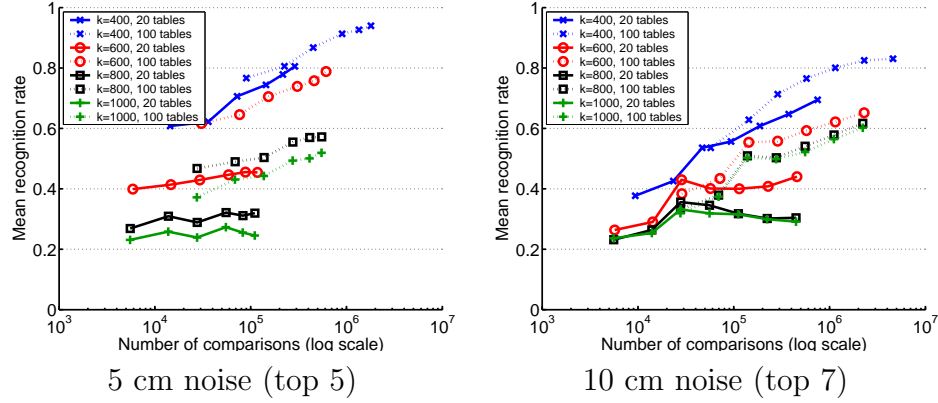 1
0.8
0.6
0.4
0.2
0
Mean recognition rate
k=400, 20 tables
k=400, 100 tables
k=600, 20 tables
k=600, 100 tables
k=800, 20 tables
k=800, 100 tables
k=1000, 20 tables
k=1000, 100 tables
10^3 10^4 10^5 10^6 10^7
Number of comparisons (log scale)
5 cm noise (top 5)
1
0.8
0.6
0.4
0.2
0
Mean recognition rate
k=400, 20 tables
k=400, 100 tables
k=600, 20 tables
k=600, 100 tables
k=800, 20 tables
k=800, 100 tables
k=1000, 20 tables
k=1000, 100 tables
10^3 10^4 10^5 10^6 10^7
Number of comparisons (log scale)
10 cm noise (top 7)